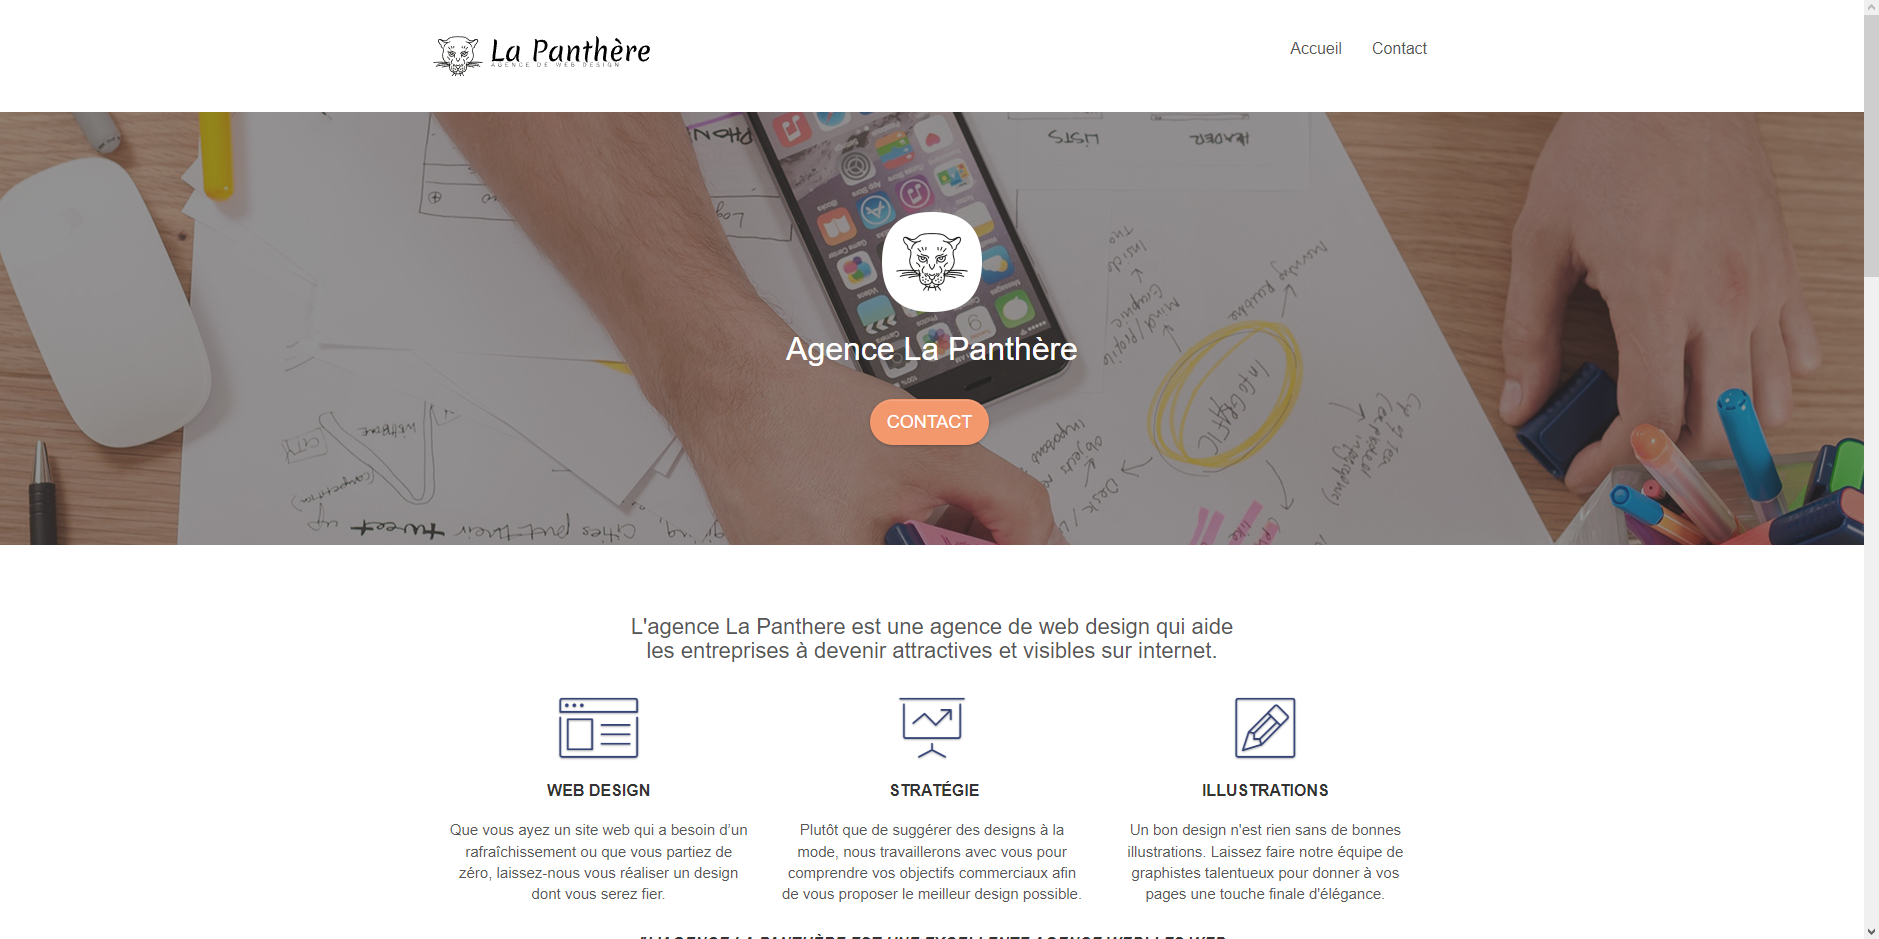 La Panthère
AGENCE DE WEB DESIGN
Accueil
Contact
PHON
LISTS
HEADER
Agence La Panthère
CONTACT
INFOGRAFIC
L'agence La Panthere est une agence de web design qui aide
les entreprises à devenir attractives et visibles sur internet.
WEB DESIGN
Que vous ayez un site web qui a besoin d’un
rafraîchissement ou que vous partiez de
zéro, laissez-nous vous réaliser un design
dont vous serez fier.
STRATÉGIE
Plutôt que de suggérer des designs à la
mode, nous travaillerons avec vous pour
comprendre vos objectifs commerciaux afin
de vous proposer le meilleur design possible.
ILLUSTRATIONS
Un bon design n'est rien sans de bonnes
illustrations. Laissez faire notre équipe de
graphistes talentueux pour donner à vos
pages une touche finale d'élégance.